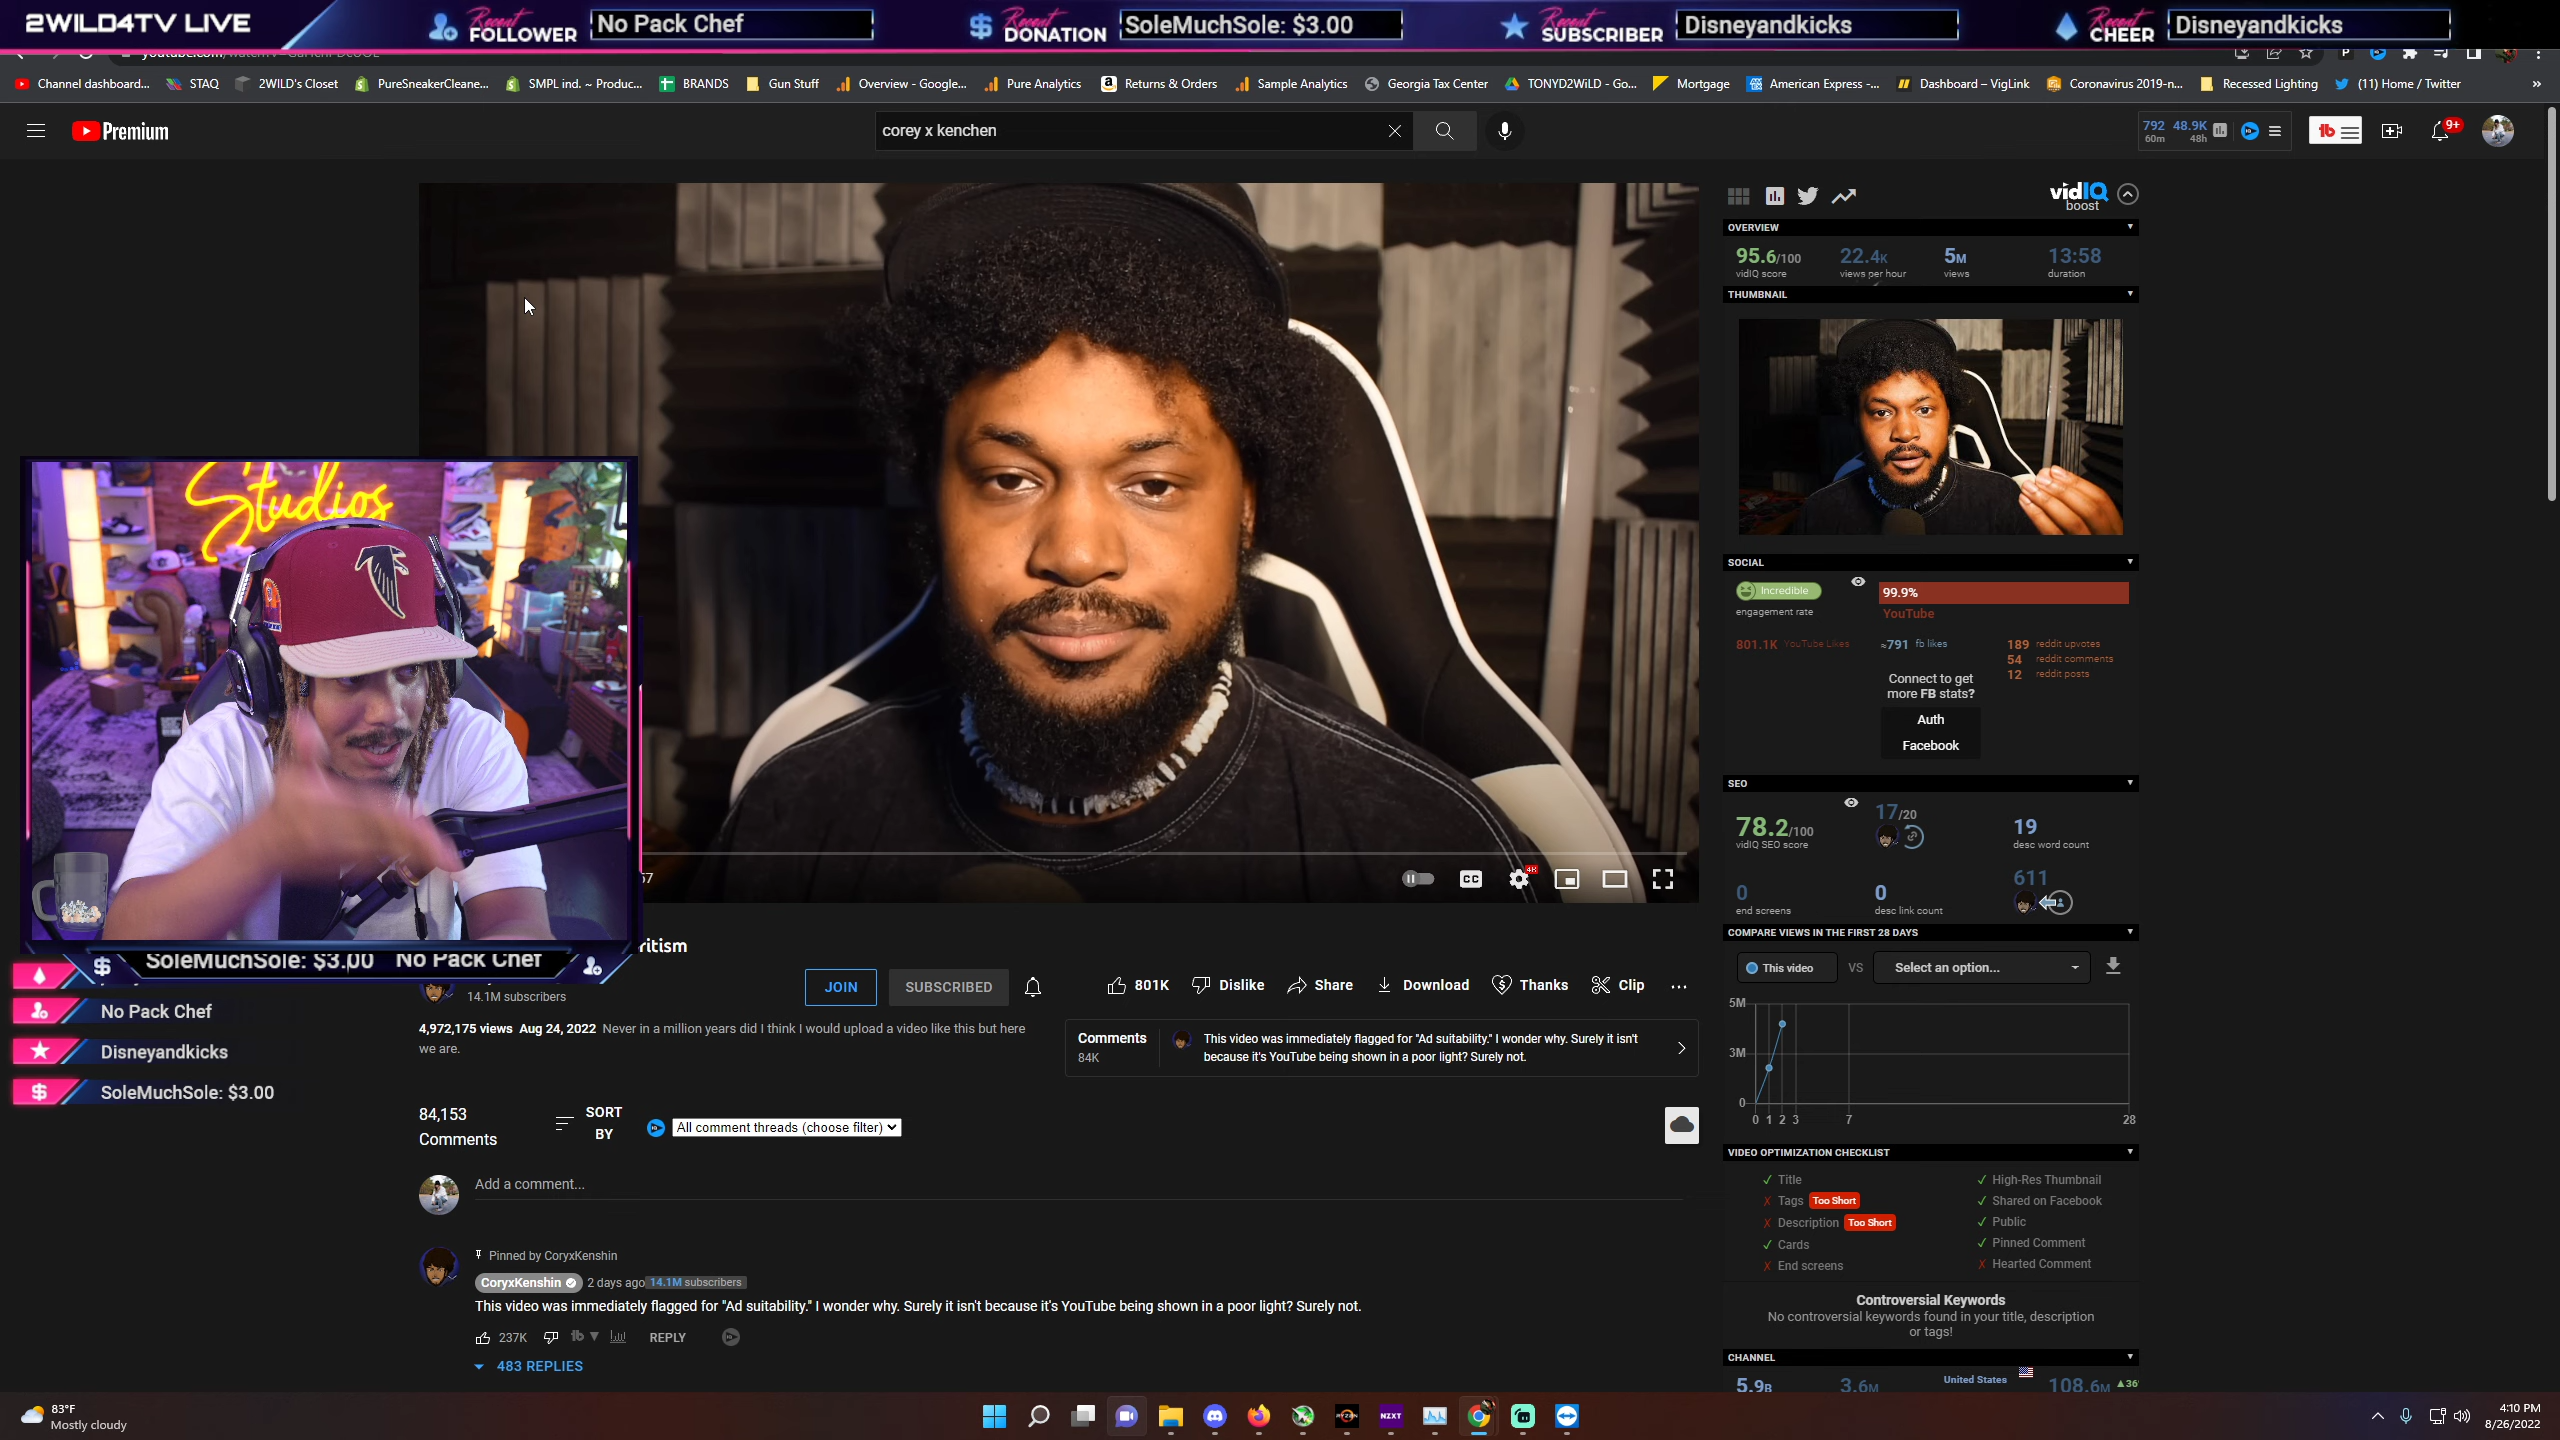 2WILD4TV LIVE
Recent FOLLOWER No Pack Chef
Recent DONATION SoleMuchSole: $3.00
Recent SUBSCRIBER Disneyandkicks
Recent CHEER Disneyandkicks
Channel dashboard... STAQ 2WILD's Closet PureSneakerCleane... SMPL ind. ~ Produc... BRANDS Gun Stuff Overview - Google... Pure Analytics Returns & Orders Sample Analytics Georgia Tax Center TONYD2WiLD - Go... Mortgage American Express -... Dashboard – VigLink Coronavirus 2019-n... Recessed Lighting (11) Home / Twitter »
Premium
corey x kenchen
792 48.9K
60m 48h
9+
vidIQ
boost
OVERVIEW
95.6/100 22.4K 5M 13:58
vidIQ score views per hour views duration
THUMBNAIL
Studios
SOCIAL
Incredible 99.9%
engagement rate YouTube
801.1K YouTube Likes ≈791 fb likes 189 reddit upvotes
54 reddit comments
12 reddit posts
Connect to get
more FB stats?
Auth
Facebook
SEO
78.2/100 17/20 19
vidIQ SEO score desc word count
0 0 611
end screens desc link count
57
CC
4K
ritism
SoleMuchSole: $3.00 No Pack Chef
14.1M subscribers
JOIN SUBSCRIBED 801K Dislike Share Download Thanks Clip ...
No Pack Chef
Disneyandkicks
SoleMuchSole: $3.00
4,972,175 views Aug 24, 2022 Never in a million years did I think I would upload a video like this but here
we are.
Comments
84K
This video was immediately flagged for "Ad suitability." I wonder why. Surely it isn't
because it's YouTube being shown in a poor light? Surely not.
COMPARE VIEWS IN THE FIRST 28 DAYS
This video VS Select an option...
5M
3M
0
0 1 2 3 7 28
84,153
Comments
SORT
BY
All comment threads (choose filter)
Add a comment...
Pinned by CoryxKenshin
CoryxKenshin 2 days ago 14.1M subscribers
This video was immediately flagged for "Ad suitability." I wonder why. Surely it isn't because it's YouTube being shown in a poor light? Surely not.
237K REPLY
483 REPLIES
VIDEO OPTIMIZATION CHECKLIST
✓ Title ✓ High-Res Thumbnail
X Tags Too Short ✓ Shared on Facebook
X Description Too Short ✓ Public
✓ Cards ✓ Pinned Comment
X End screens X Hearted Comment
Controversial Keywords
No controversial keywords found in your title, description
or tags!
CHANNEL
5.9B 3.6M United States 108.6M ▲36
83°F
Mostly cloudy
RYZEN
NZXT
4:10 PM
8/26/2022